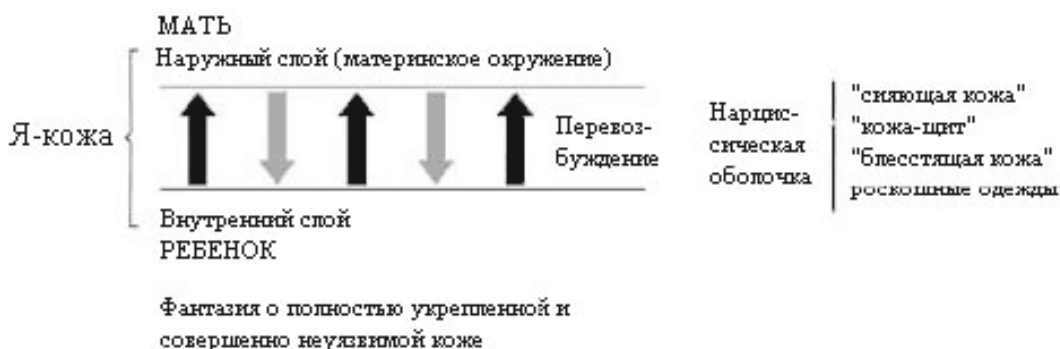 МАТЬ
Наружный слой (материнское окружение)
Я-кожа
Перевоз-
буждение
Нарцис-
сическая
оболочка
"сияющая кожа"
"кожа-щит"
"блесстящая кожа"
роскошные одежды
Внутренний слой
РЕБЕНОК
Фантазия о полностью укрепленной и
совершенно неуязвимой коже